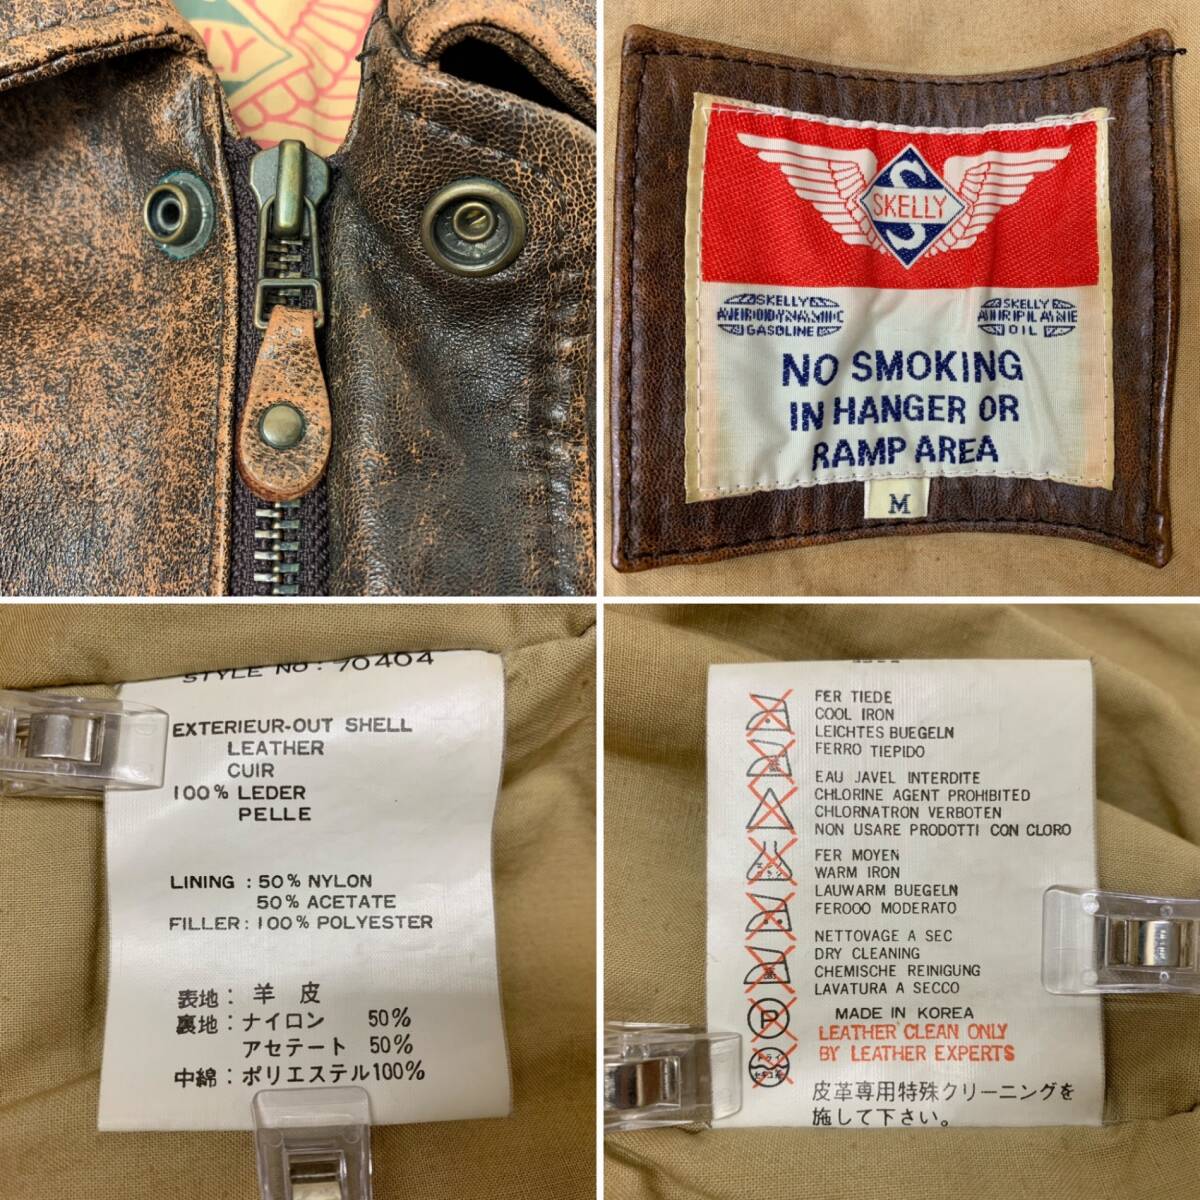 LLY
SKELLY
SKELLY
AERODYNAMIC
GASOLINE
SKELLY
AIRPLANE
OIL
NO SMOKING
IN HANGER OR
RAMP AREA
M
STYLE NO: 70404
EXTERIEUR-OUT SHELL
LEATHER
CUIR
100% LEDER
PELLE
LINING : 50% NYLON
50% ACETATE
FILLER: 100% POLYESTER
表地: 羊 皮
裏地: ナイロン 50%
アセテート 50%
中綿: ポリエステル100%
FER TIEDE
COOL IRON
LEICHTES BUEGELN
FERRO TIEPIDO
EAU JAVEL INTERDITE
CHLORINE AGENT PROHIBITED
CHLORNATRON VERBOTEN
NON USARE PRODOTTI CON CLORO
FER MOYEN
WARM IRON
LAUWARM BUEGELN
FEROOO MODERATO
NETTOVAGE A SEC
DRY CLEANING
CHEMISCHE REINIGUNG
LAVATURA A SECCO
P
MADE IN KOREA
LEATHER CLEAN ONLY
BY LEATHER EXPERTS
ドライ
皮革専用特殊クリーニングを
施して下さい。